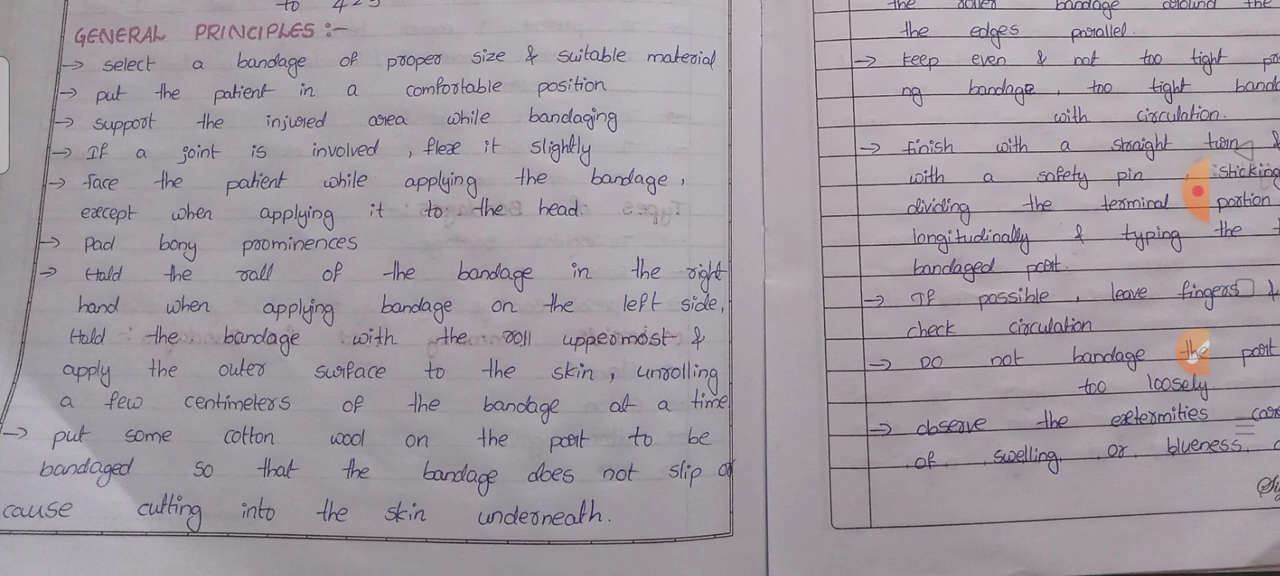 to 425
GENERAL PRINCIPLES :-
→ select a bandage of proper size & suitable material
→ put the patient in a comfortable position
→ support the injured area while bandaging
→ If a joint is involved , flexe it slightly
→ face the patient while applying the bandage ,
except when applying it to the head.
→ Pad bony prominences
→ Hold the roll of the bandage in the right
hand when applying bandage on the left side,
Hold the bandage with the roll uppermost &
apply the outer surface to the skin , unrolling
a few centimeters of the bandage at a time
→ put some cotton wool on the part to be
bandaged so that the bandage does not slip or
cause cutting into the skin underneath.
the roller bandage around the
the edges parallel.
→ keep even & not too tight
ng bandage , too tight
with circulation.
→ finish with a straight turn
with a safety pin , sticking
dividing the terminal portion
longitudinally & typing the
bandaged part.
→ If possible , leave fingers &
check circulation
→ Do not bandage the part
too loosely
→ observe the extermities
of swelling or blueness,